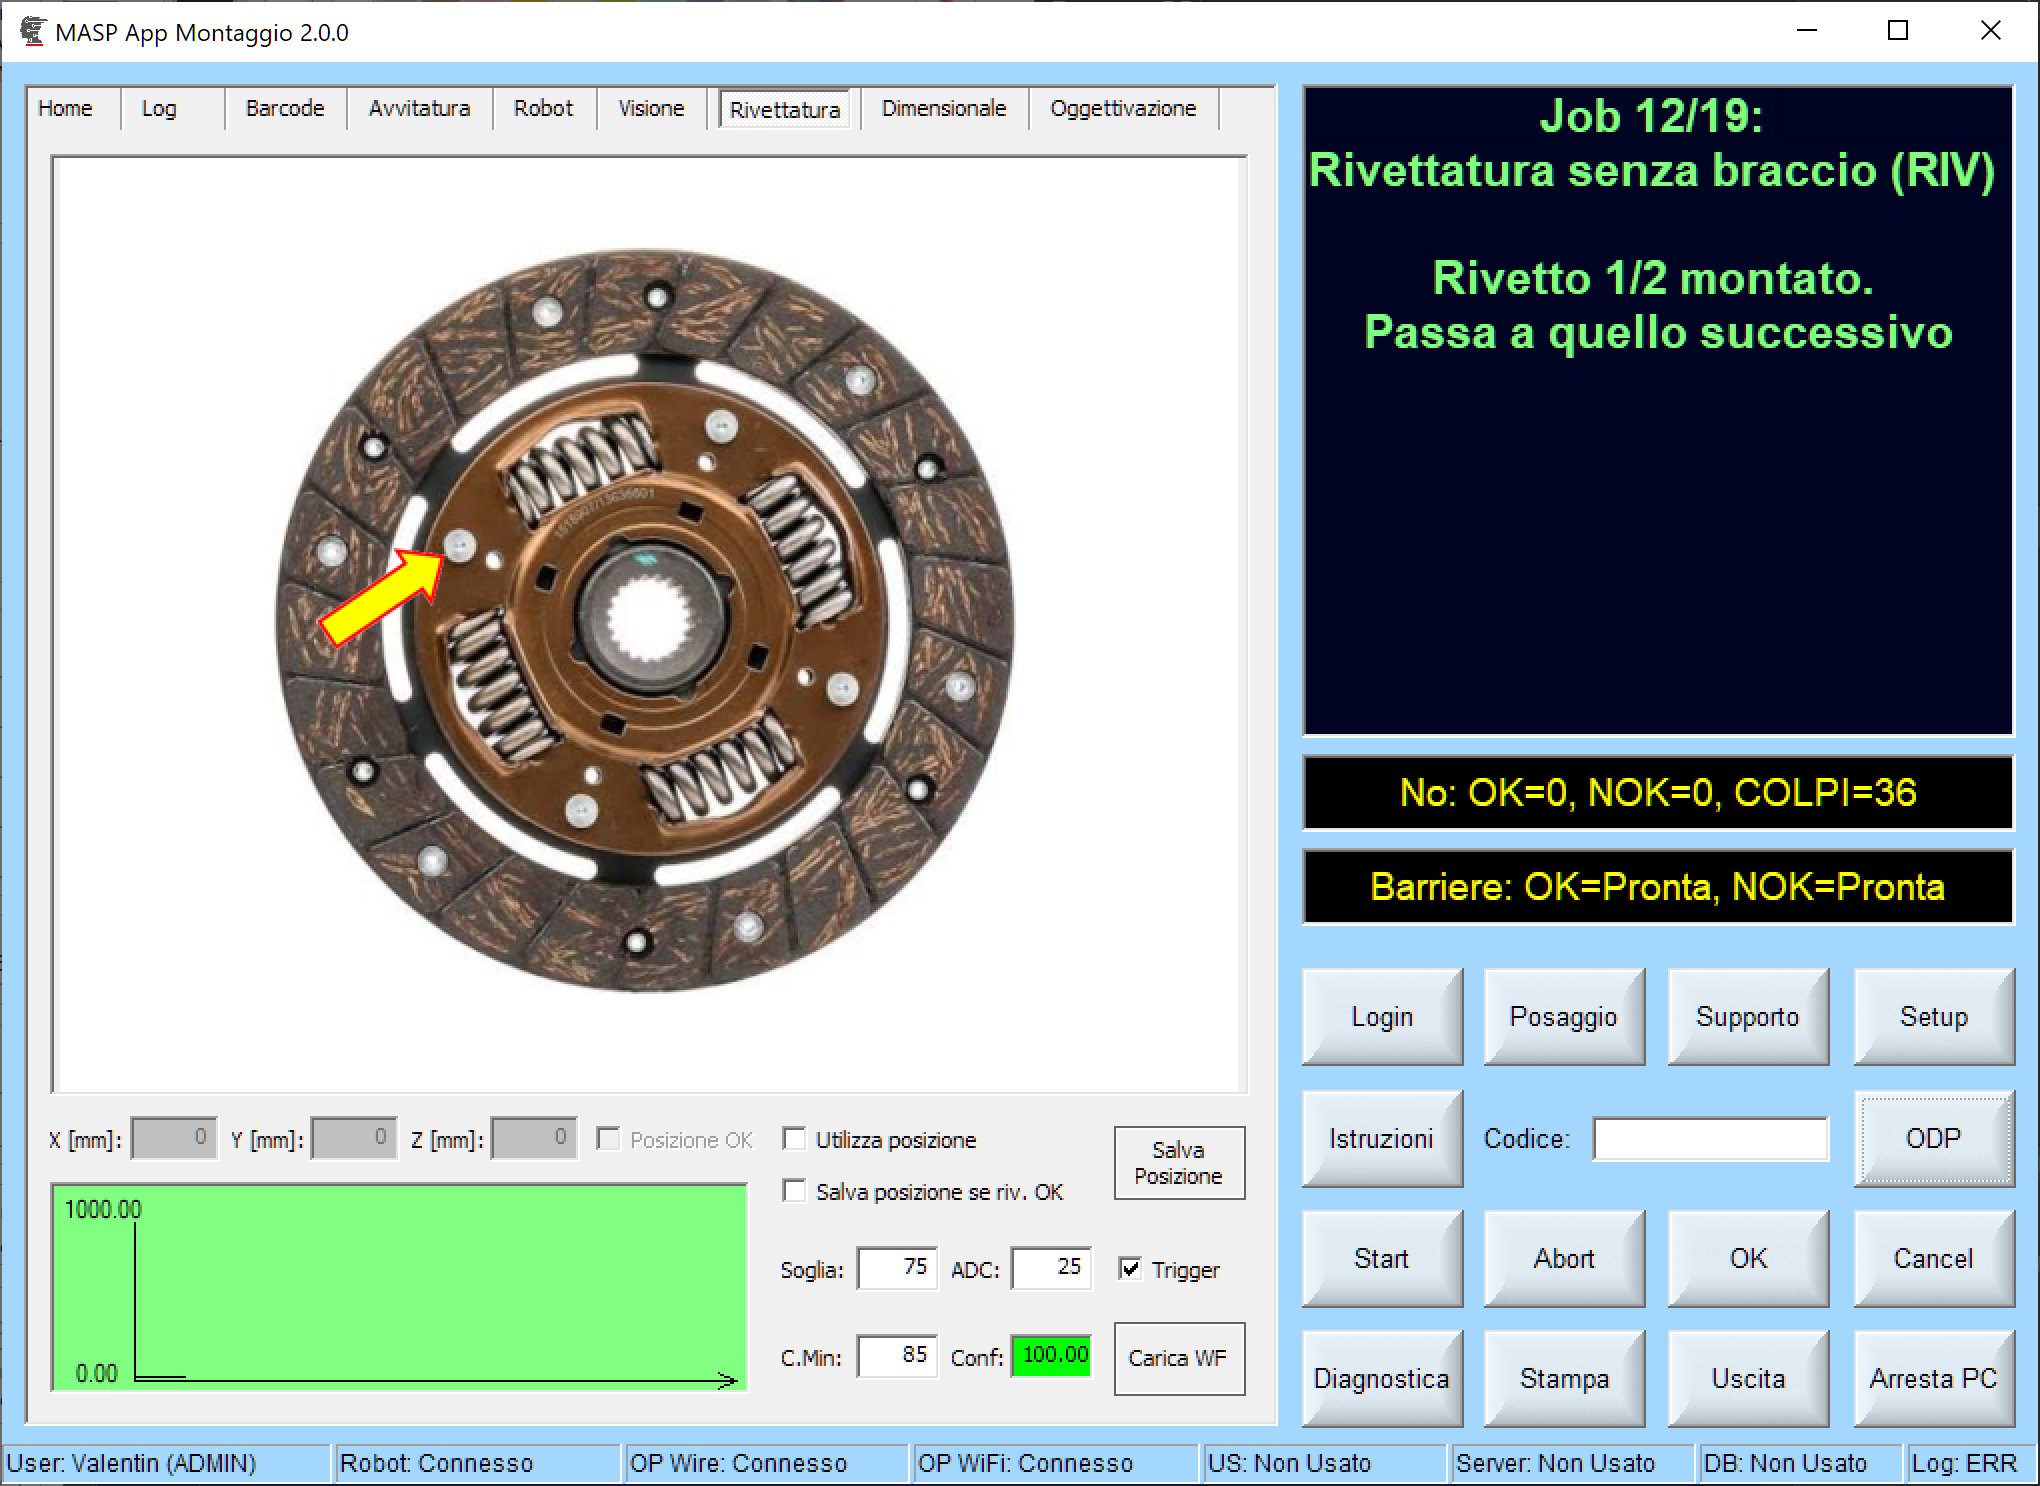 MASP App Montaggio 2.0.0
Home Log Barcode Avvitatura Robot Visione Rivettatura Dimensionale Oggettivazione
Job 12/19:
Rivettatura senza braccio (RIV)
Rivetto 1/2 montato.
Passa a quello successivo
No: OK=0, NOK=0, COLPI=36
Barriere: OK=Pronta, NOK=Pronta
X [mm]: 0 Y [mm]: 0 Z [mm]: 0 Posizione OK Utilizza posizione
Salva posizione se riv. OK
Salva
Posizione
1000.00
0.00
Soglia: 75 ADC: 25 Trigger
C.Min: 85 Conf: 100.00 Carica WF
Login Posaggio Supporto Setup
Istruzioni Codice: ODP
Start Abort OK Cancel
Diagnostica Stampa Uscita Arresta PC
User: Valentin (ADMIN) Robot: Connesso OP Wire: Connesso OP WiFi: Connesso US: Non Usato Server: Non Usato DB: Non Usato Log: ERR